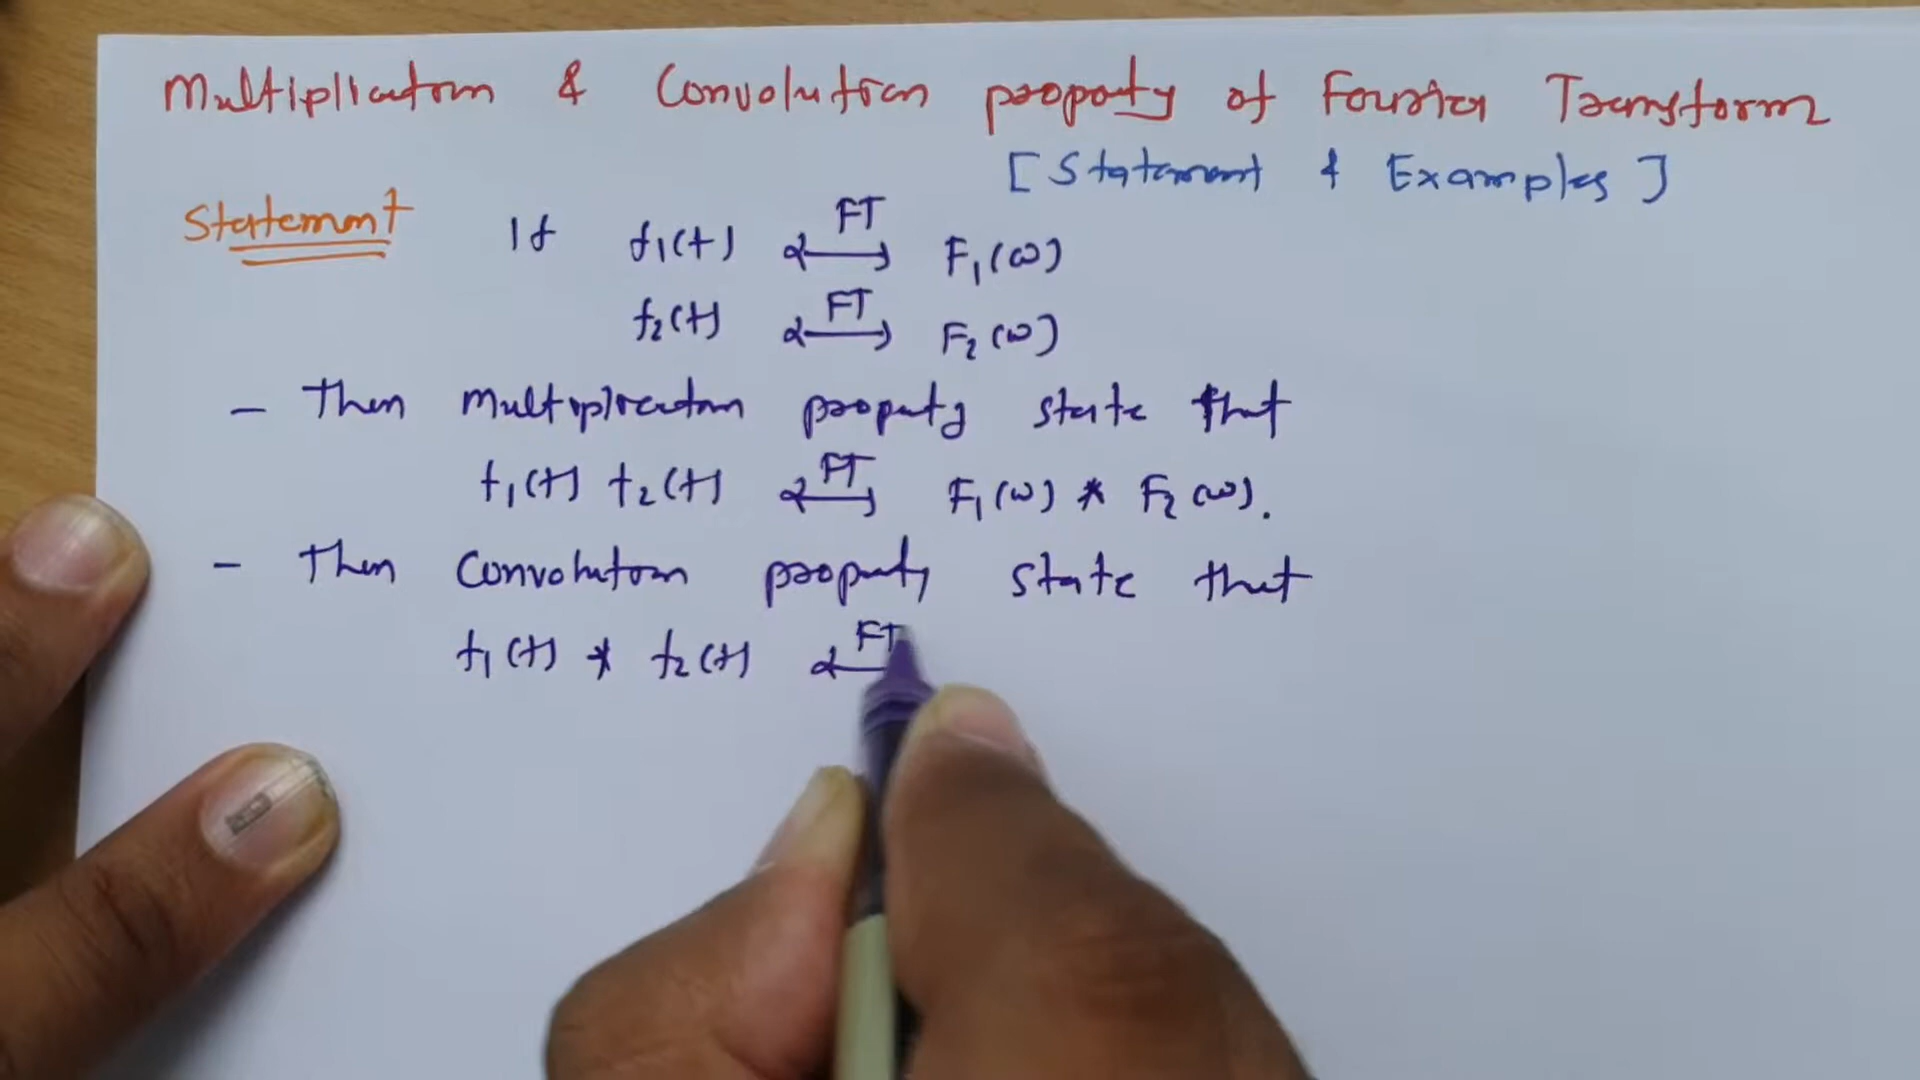 Multiplication & Convolution property of Fourier Transform
[Statement & Examples]
Statement If f₁(t) ⟷ FT F₁(ω)
f₂(t) ⟷ FT F₂(ω)
- Then Multiplication property state that
f₁(t) f₂(t) ⟷ FT F₁(ω) * F₂(ω).
- Then Convolution property state that
f₁(t) * f₂(t) ← FT